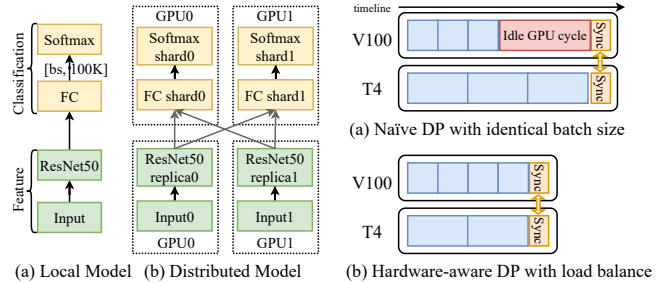 Classification
Softmax
[bs, 100K]
FC
Feature
ResNet50
Input
(a) Local Model
GPU0
GPU1
Softmax
shard0
Softmax
shard1
FC shard0
FC shard1
ResNet50
replica0
ResNet50
replica1
Input0
Input1
GPU0
GPU1
(b) Distributed Model
timeline
V100
Idle GPU cycle
Sync
T4
Sync
(a) Naïve DP with identical batch size
V100
Sync
T4
Sync
(b) Hardware-aware DP with load balance